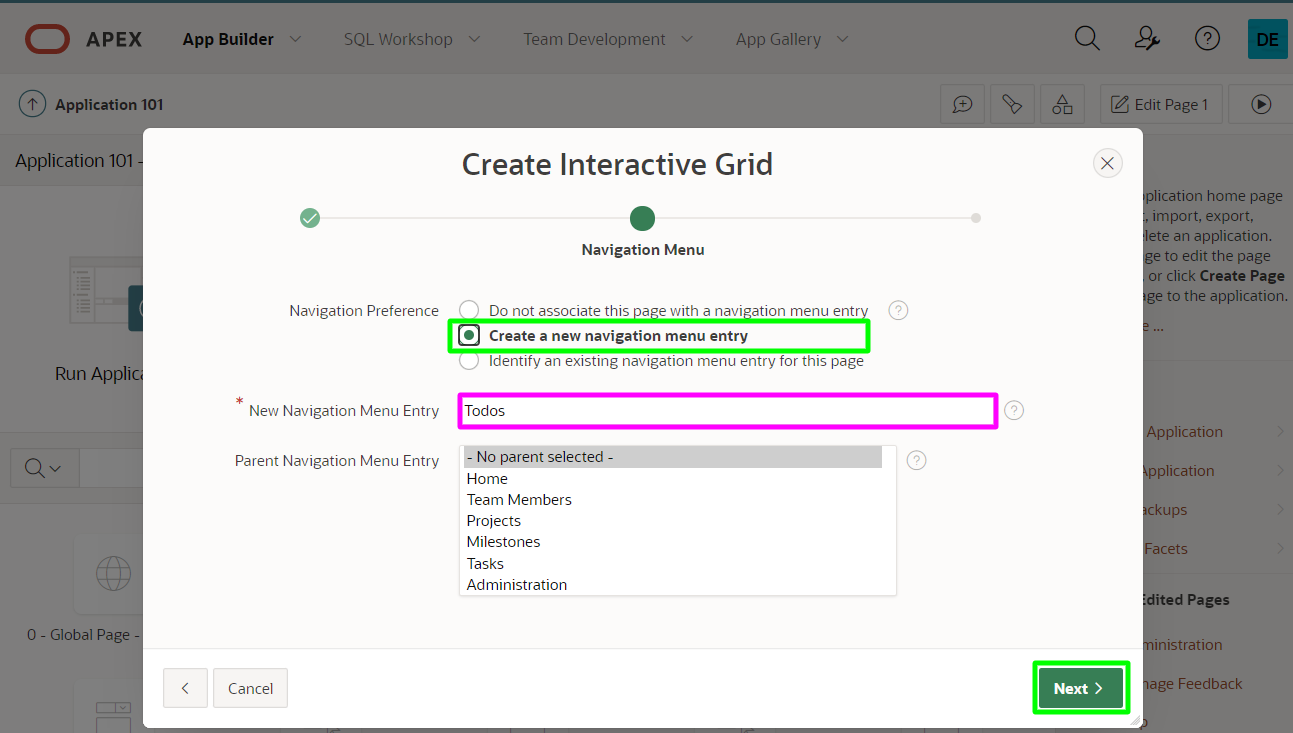 APEX App Builder SQL Workshop Team Development App Gallery DE
Application 101 Edit Page 1
Application 101 -
Create Interactive Grid
Navigation Menu
Navigation Preference
Do not associate this page with a navigation menu entry ?
Create a new navigation menu entry
Identify an existing navigation menu entry for this page
* New Navigation Menu Entry Todos ?
Parent Navigation Menu Entry
- No parent selected - ?
Home
Team Members
Projects
Milestones
Tasks
Administration
Cancel Next
Run Applica
0 - Global Page -
pplication home page
, import, export,
lete an application.
ge to edit the page
, or click Create Page
age to the application.
e ...
Application
Application
ackups
Facets
Edited Pages
ministration
nage Feedback